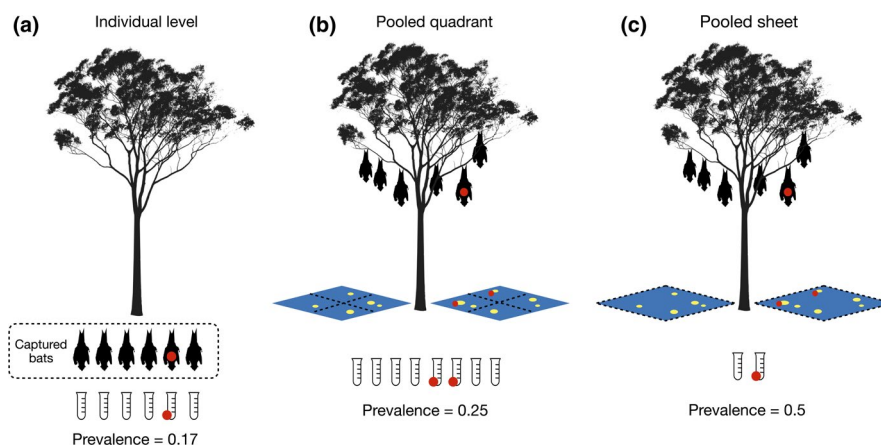 (a) Individual level
(b) Pooled quadrant
(c) Pooled sheet
Captured
bats
Prevalence = 0.17
Prevalence = 0.25
Prevalence = 0.5